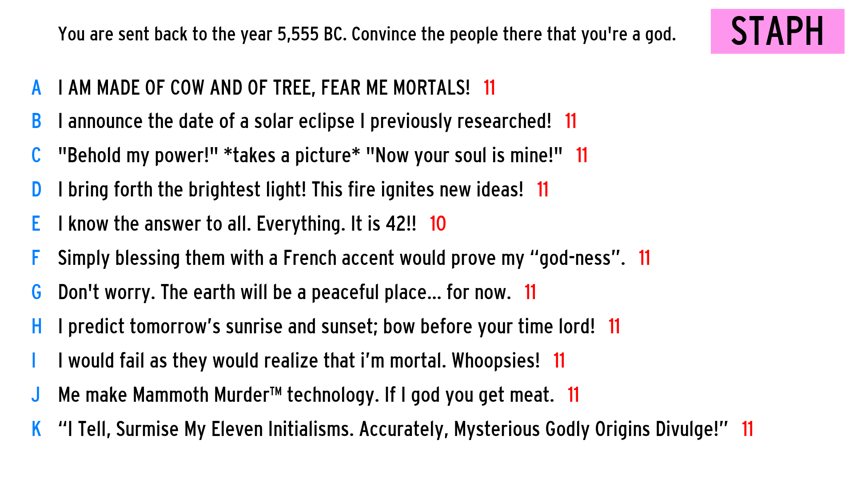 You are sent back to the year 5,555 BC. Convince the people there that you're a god.
STAPH
A I AM MADE OF COW AND OF TREE, FEAR ME MORTALS! 11
B I announce the date of a solar eclipse I previously researched! 11
C "Behold my power!" *takes a picture* "Now your soul is mine!" 11
D I bring forth the brightest light! This fire ignites new ideas! 11
E I know the answer to all. Everything. It is 42!! 10
F Simply blessing them with a French accent would prove my “god-ness”. 11
G Don't worry. The earth will be a peaceful place... for now. 11
H I predict tomorrow’s sunrise and sunset; bow before your time lord! 11
I I would fail as they would realize that i’m mortal. Whoopsies! 11
J Me make Mammoth Murder™ technology. If I god you get meat. 11
K “I Tell, Surmise My Eleven Initialisms. Accurately, Mysterious Godly Origins Divulge!” 11